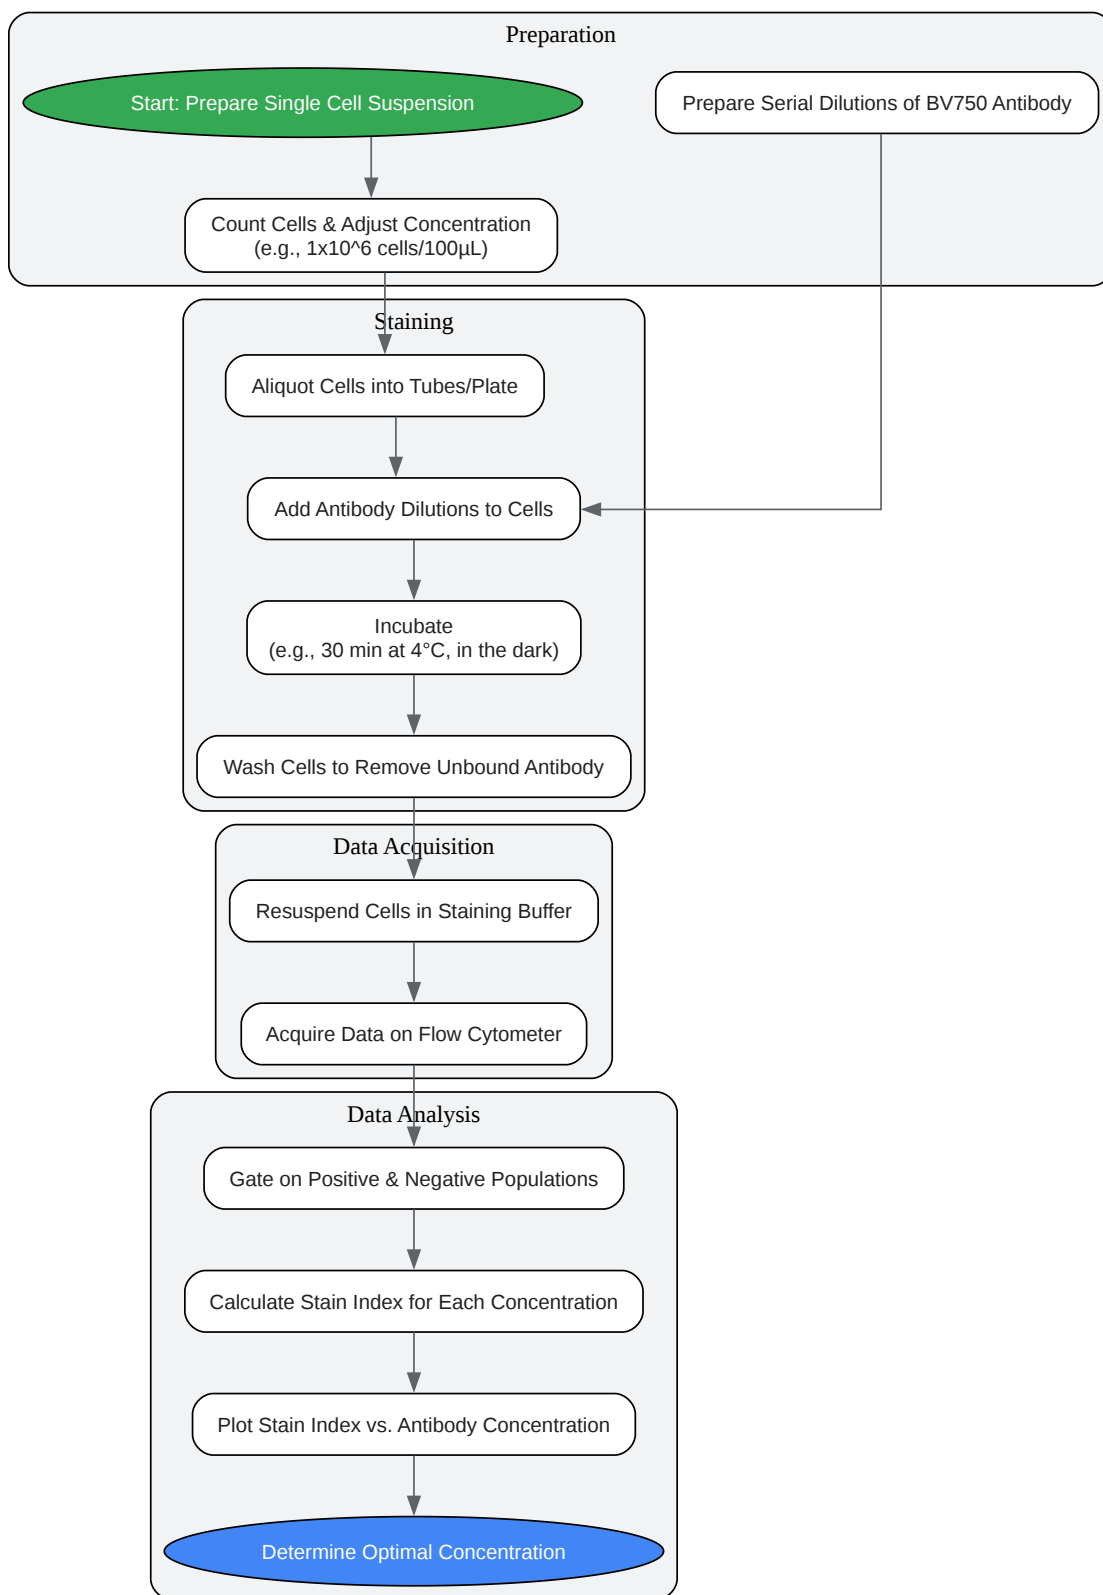 Preparation
Start: Prepare Single Cell Suspension
Prepare Serial Dilutions of BV750 Antibody
Count Cells & Adjust Concentration
(e.g., 1x10^6 cells/100µL)
Staining
Aliquot Cells into Tubes/Plate
Add Antibody Dilutions to Cells
Incubate
(e.g., 30 min at 4°C, in the dark)
Wash Cells to Remove Unbound Antibody
Data Acquisition
Resuspend Cells in Staining Buffer
Acquire Data on Flow Cytometer
Data Analysis
Gate on Positive & Negative Populations
Calculate Stain Index for Each Concentration
Plot Stain Index vs. Antibody Concentration
Determine Optimal Concentration